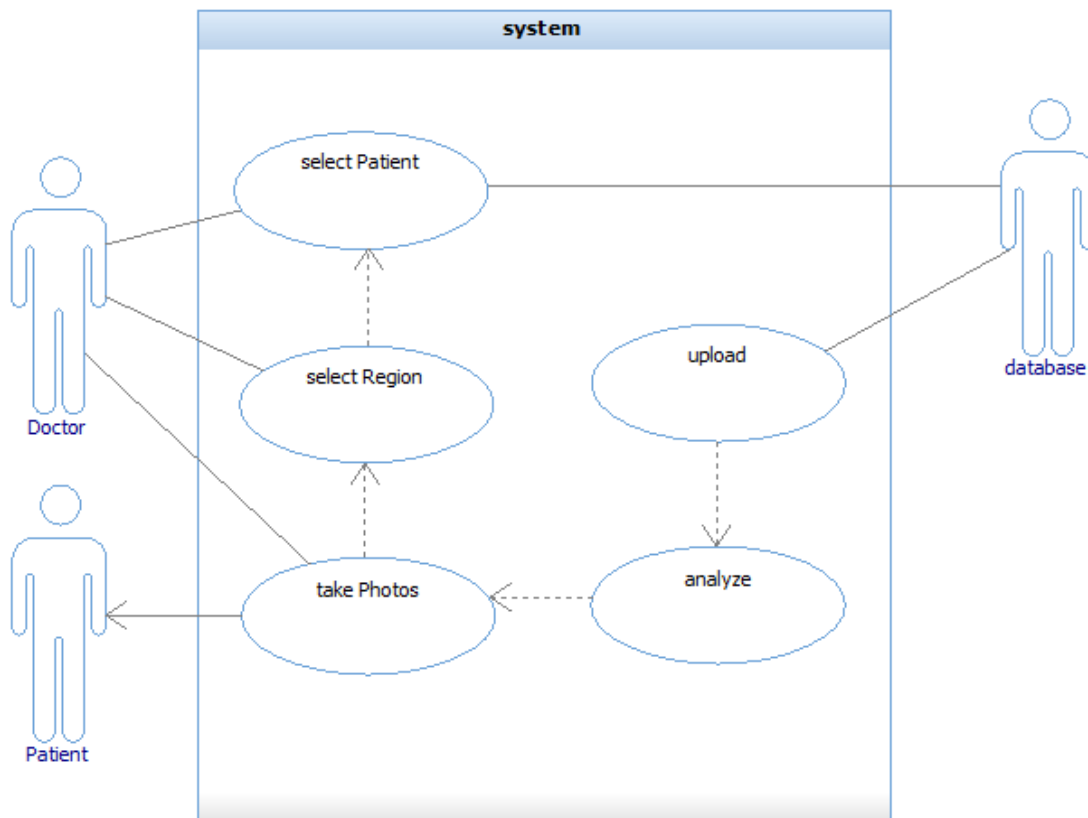 system
select Patient
upload
database
select Region
Doctor
take Photos
analyze
Patient